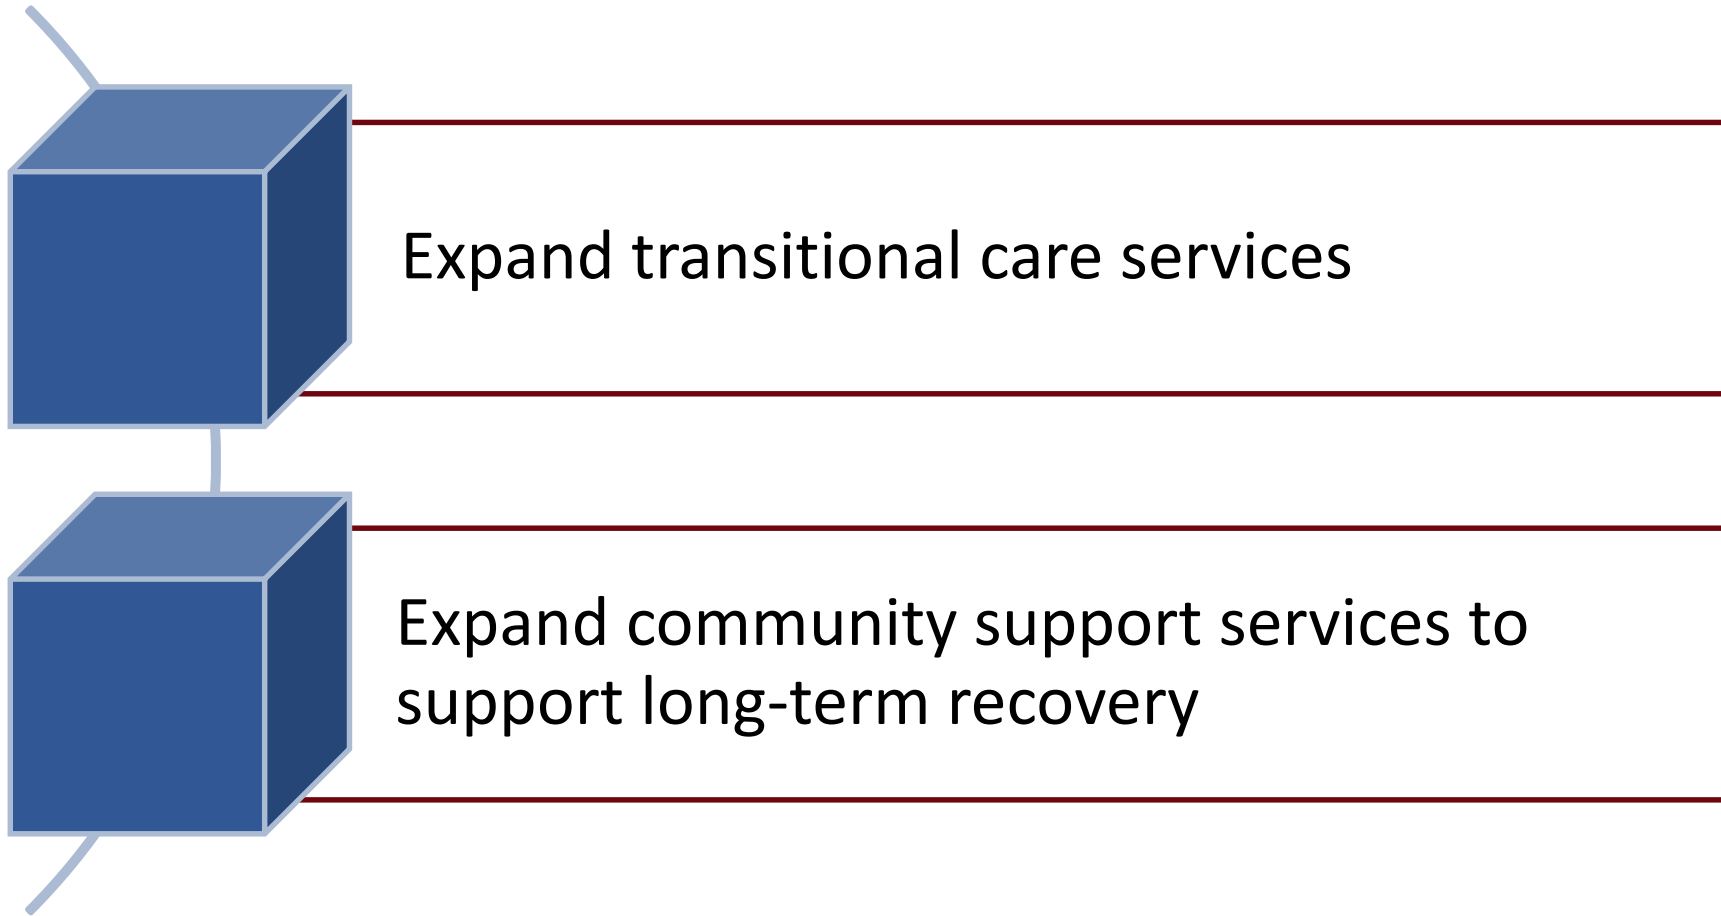 Expand transitional care services
Expand community support services to
support long-term recovery